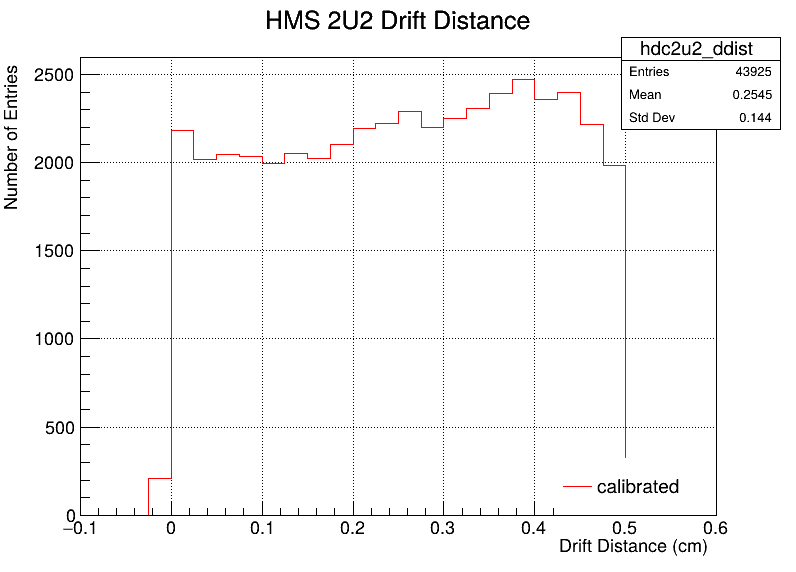 HMS 2U2 Drift Distance
hdc2u2_ddist
Entries 43925
Mean 0.2545
Std Dev 0.144
Number of Entries
2500
2000
1500
1000
500
0
−0.1 0 0.1 0.2 0.3 0.4 0.5 0.6
Drift Distance (cm)
calibrated